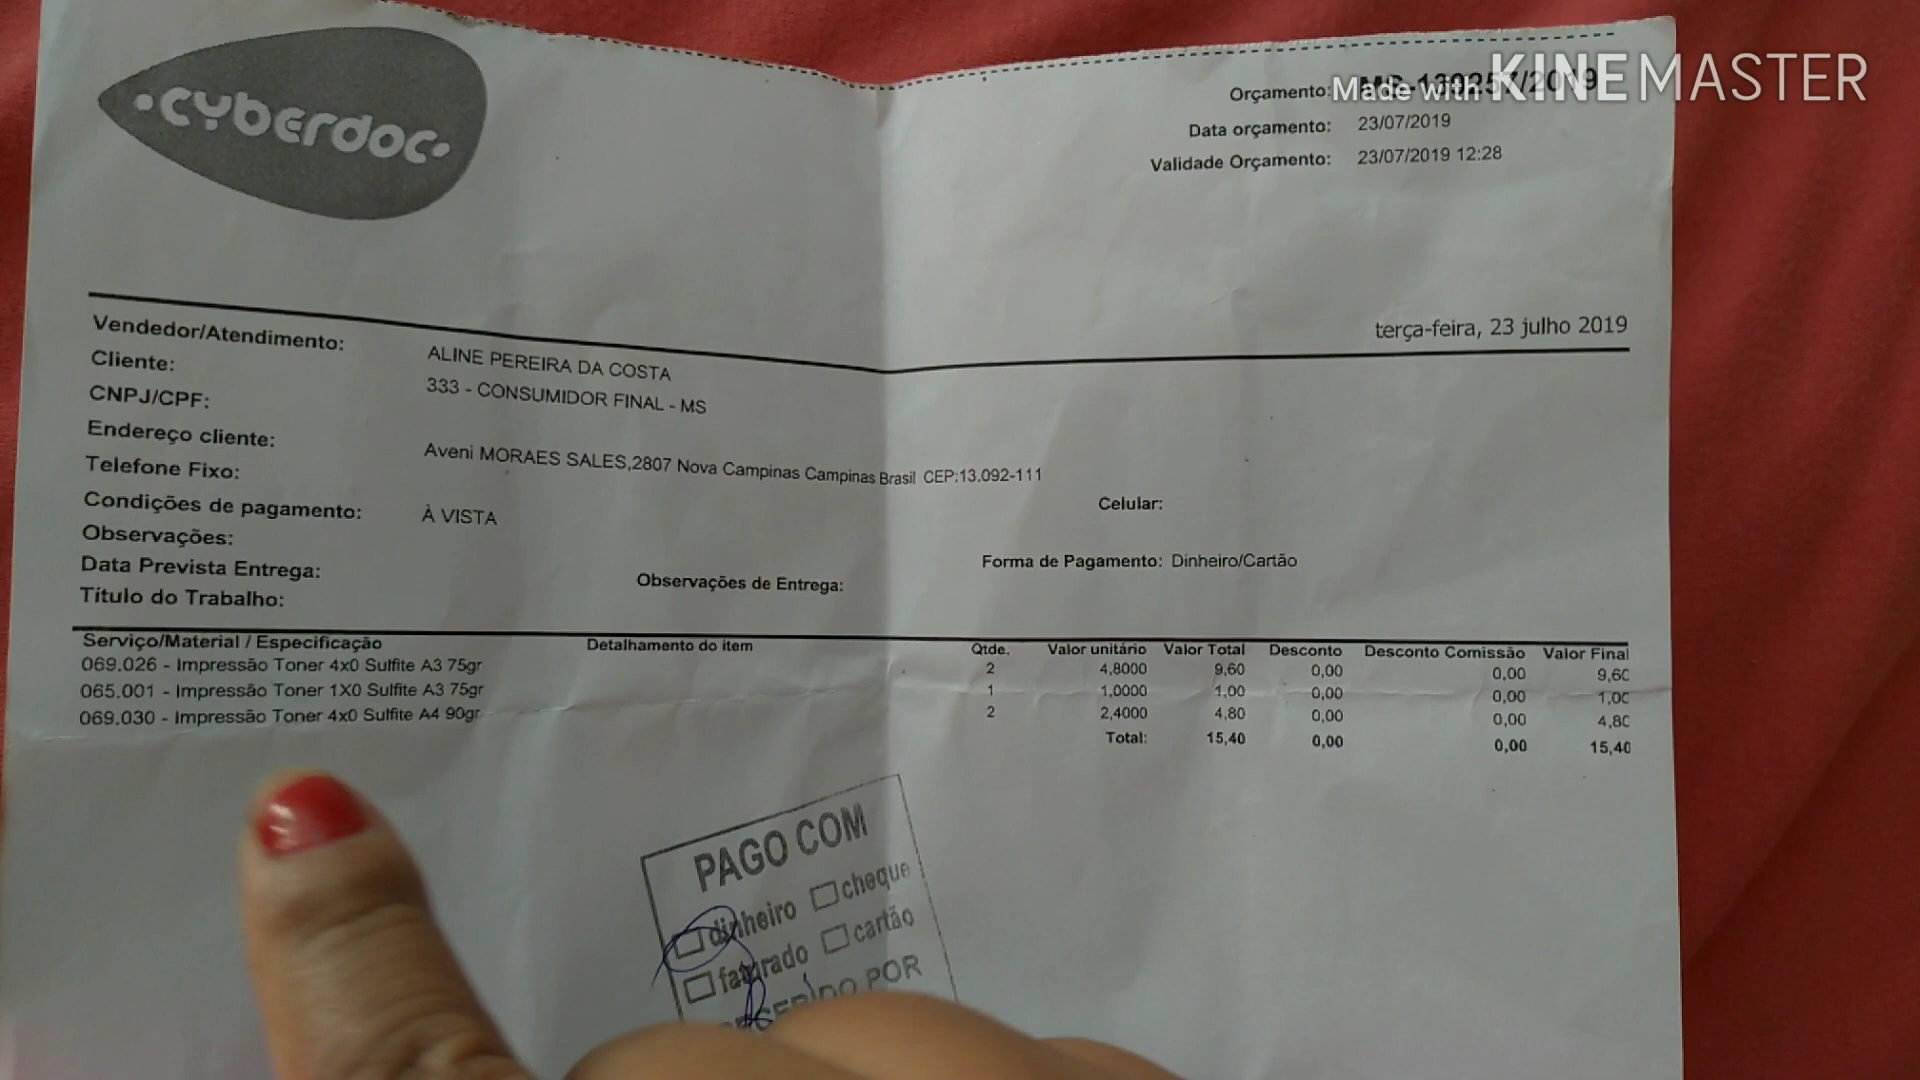 •cyberdoc•
Orçamento:
Made with KINEMASTER
Data orçamento: 23/07/2019
Validade Orçamento: 23/07/2019 12:28
terça-feira, 23 julho 2019
Vendedor/Atendimento: ALINE PEREIRA DA COSTA
Cliente: 333 - CONSUMIDOR FINAL - MS
CNPJ/CPF:
Endereço cliente: Aveni MORAES SALES,2807 Nova Campinas Campinas Brasil CEP:13.092-111
Telefone Fixo: Celular:
Condições de pagamento: À VISTA Forma de Pagamento: Dinheiro/Cartão
Observações:
Data Prevista Entrega: Observações de Entrega:
Título do Trabalho:
Serviço/Material / Especificação Detalhamento do item Qtde. Valor unitário Valor Total Desconto Desconto Comissão Valor Final
069.026 - Impressão Toner 4x0 Sulfite A3 75gr 2 4,8000 9,60 0,00 0,00 9,60
065.001 - Impressão Toner 1X0 Sulfite A3 75gr 1 1,0000 1,00 0,00 0,00 1,00
069.030 - Impressão Toner 4x0 Sulfite A4 90gr 2 2,4000 4,80 0,00 0,00 4,80
Total: 15,40 0,00 0,00 15,40
PAGO COM
dinheiro cheque
faturado cartão
POR